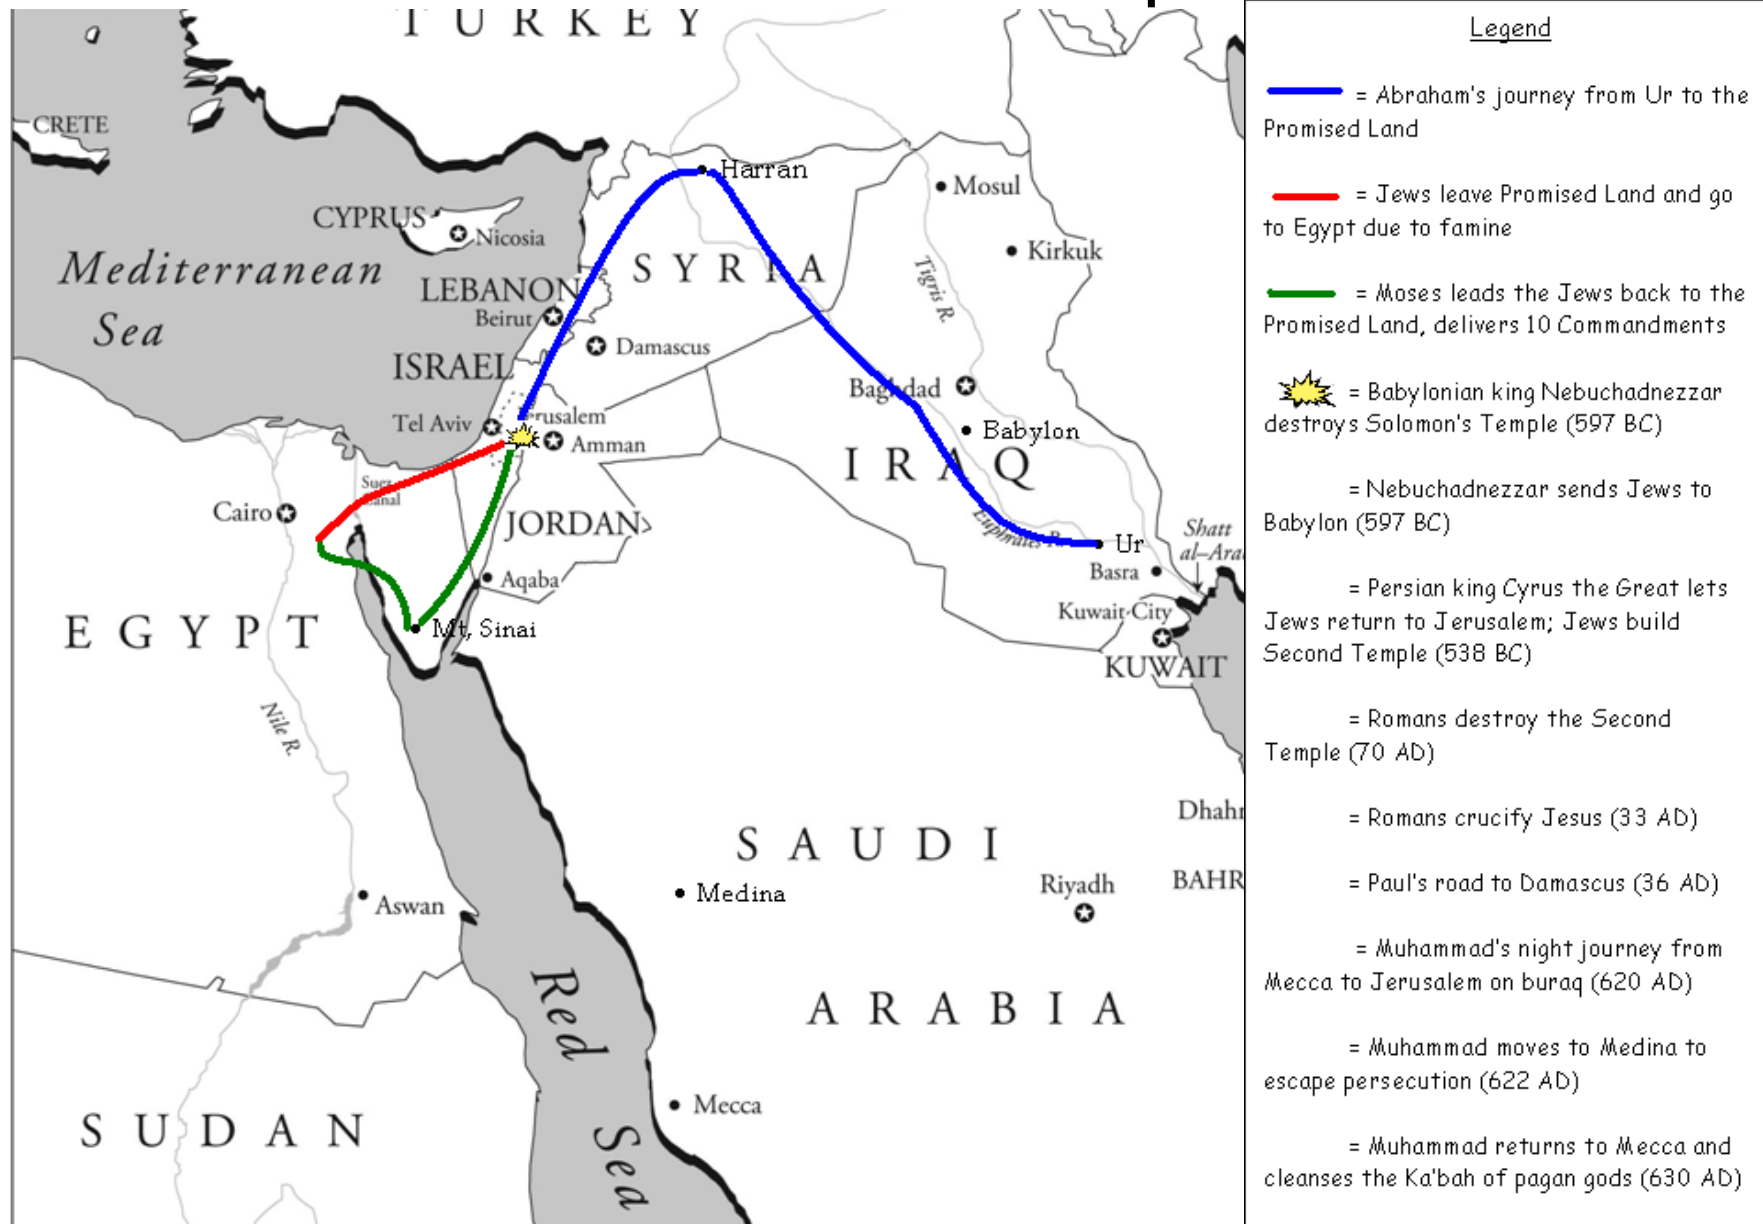 TURKEY
CRETE
Harran
Mosul
CYPRUS
Nicosia
Kirkuk
Mediterranean
Sea
SYRIA
Tigris R.
LEBANON
Beirut
Damascus
ISRAEL
Baghdad
Tel Aviv
Jerusalem
Amman
Babylon
IRAQ
Suez
Canal
Cairo
JORDAN
Euphrates R.
Ur
Shatt
al-Ara
Aqaba
Basra
Kuwait City
EGYPT
Mt, Sinai
KUWAIT
Nile R.
Dhahr
SAUDI
Medina
Riyadh
BAHR
Aswan
Red
Sea
ARABIA
Mecca
SUDAN
Legend
= Abraham's journey from Ur to the
Promised Land
= Jews leave Promised Land and go
to Egypt due to famine
= Moses leads the Jews back to the
Promised Land, delivers 10 Commandments
= Babylonian king Nebuchadnezzar
destroys Solomon's Temple (597 BC)
= Nebuchadnezzar sends Jews to
Babylon (597 BC)
= Persian king Cyrus the Great lets
Jews return to Jerusalem; Jews build
Second Temple (538 BC)
= Romans destroy the Second
Temple (70 AD)
= Romans crucify Jesus (33 AD)
= Paul's road to Damascus (36 AD)
= Muhammad's night journey from
Mecca to Jerusalem on buraq (620 AD)
= Muhammad moves to Medina to
escape persecution (622 AD)
= Muhammad returns to Mecca and
cleanses the Ka'bah of pagan gods (630 AD)